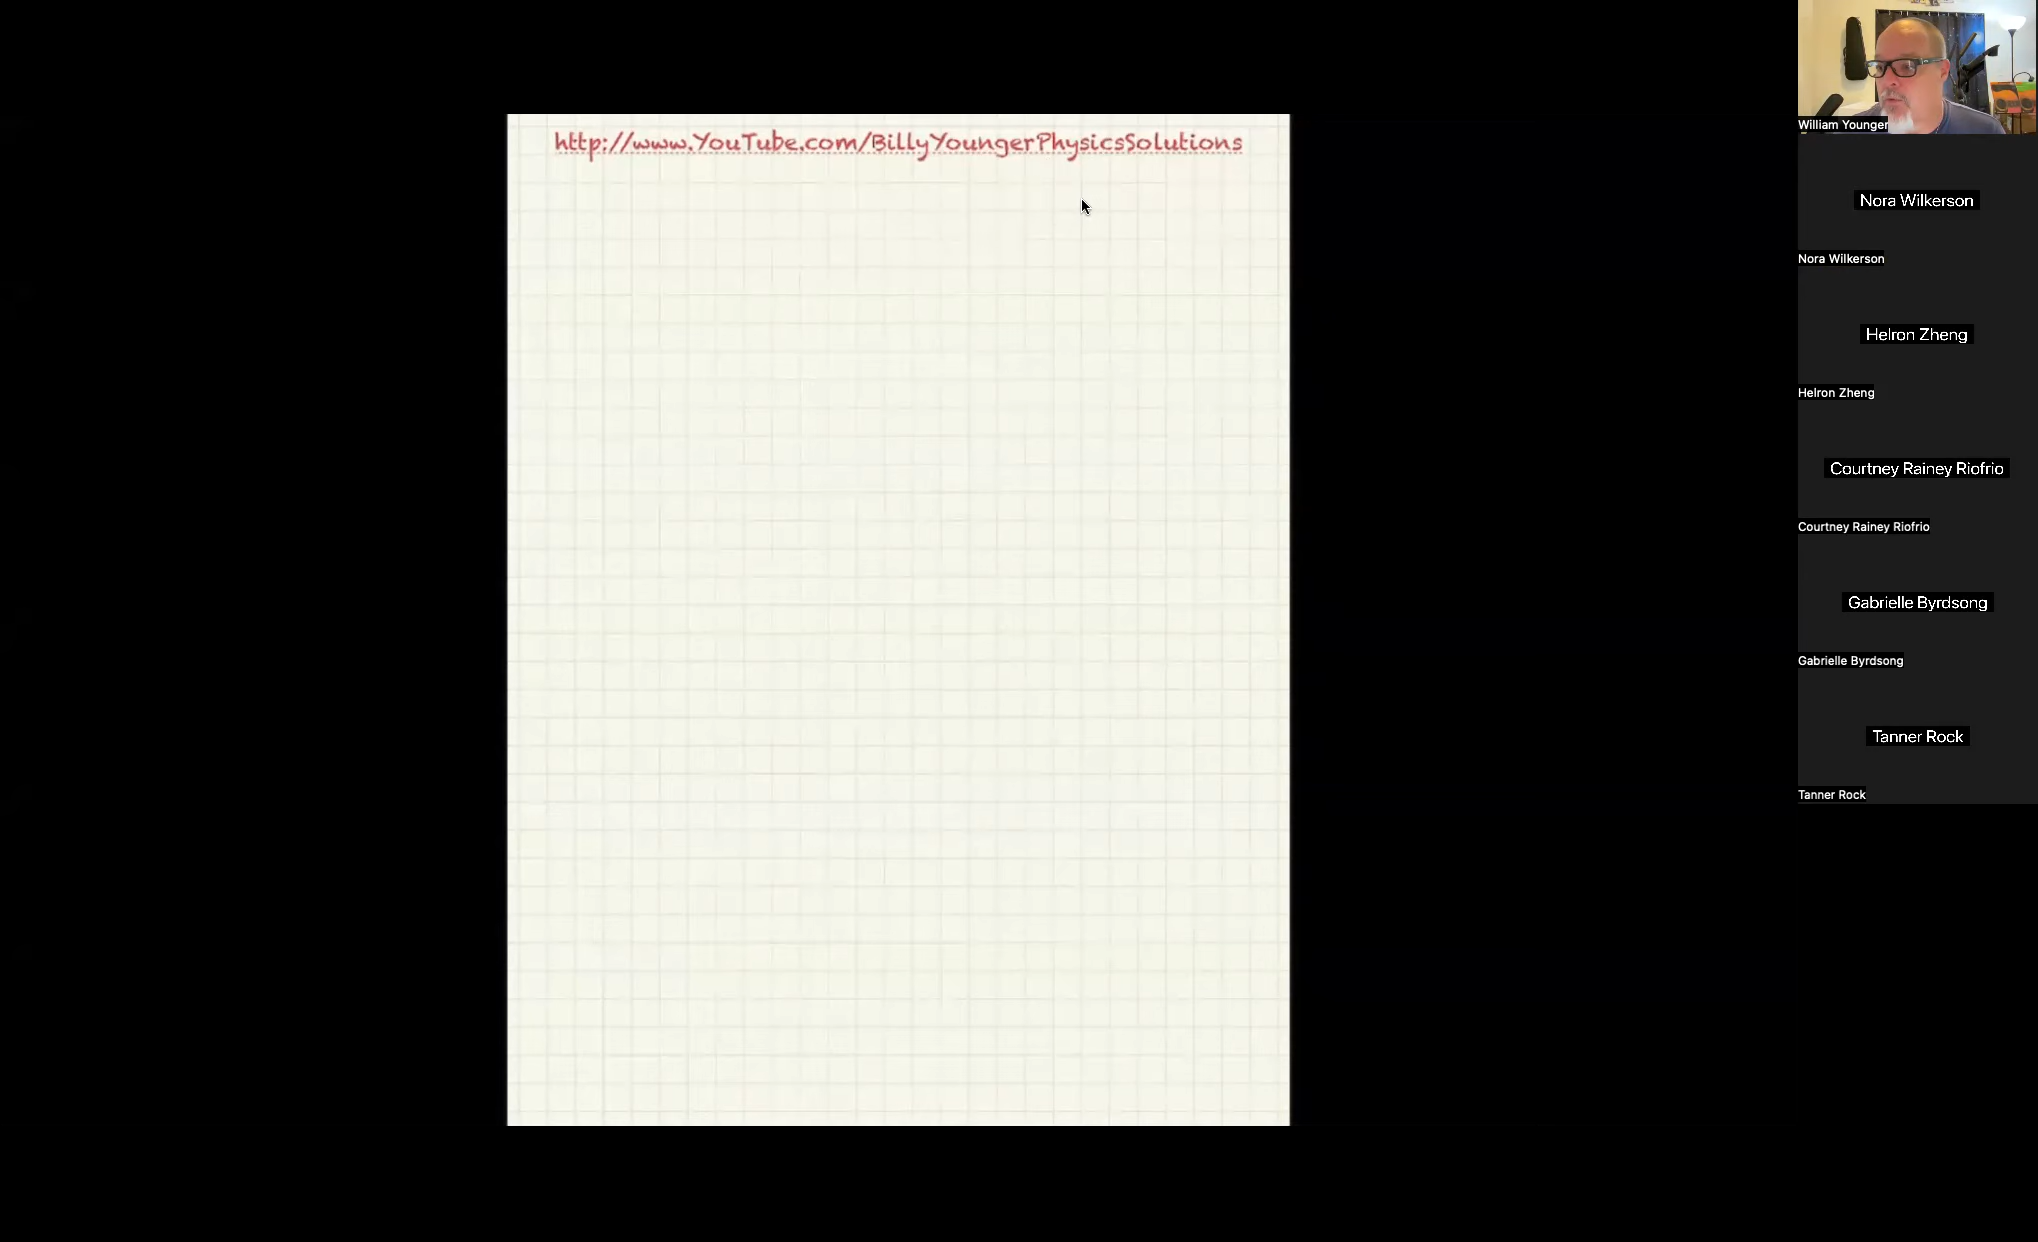 http://www.YouTube.com/BillyYoungerPhysicsSolutions
William Younger
Nora Wilkerson
Nora Wilkerson
Helron Zheng
Helron Zheng
Courtney Rainey Riofrio
Courtney Rainey Riofrio
Gabrielle Byrdsong
Gabrielle Byrdsong
Tanner Rock
Tanner Rock